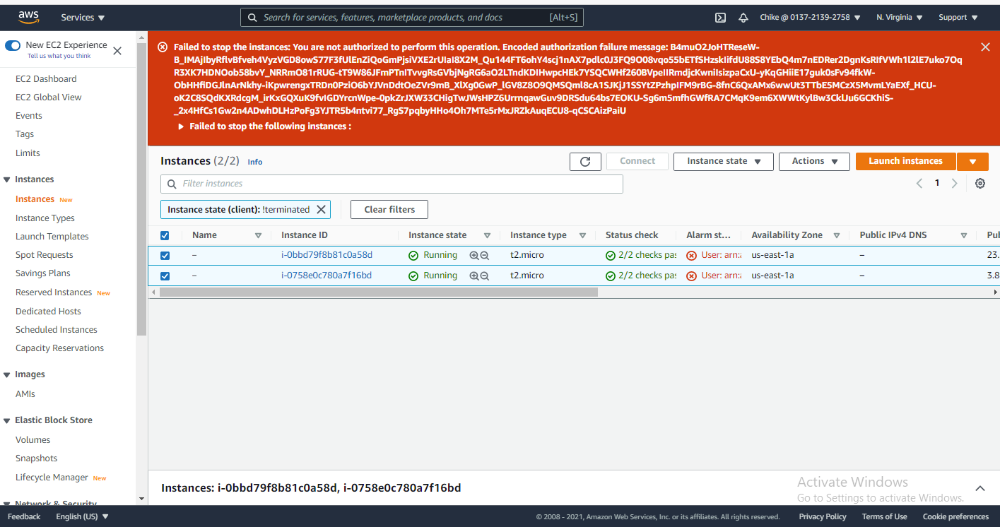 aws
Services
Search for services, features, marketplace products, and docs [Alt+S]
Chike @ 0137-2139-2758
N. Virginia
Support
New EC2 Experience
Tell us what you think
EC2 Dashboard
EC2 Global View
Events
Tags
Limits
Instances
Instances New
Instance Types
Launch Templates
Spot Requests
Savings Plans
Reserved Instances New
Dedicated Hosts
Scheduled Instances
Capacity Reservations
Images
AMIs
Elastic Block Store
Volumes
Snapshots
Lifecycle Manager New
Network & Security
Failed to stop the instances: You are not authorized to perform this operation. Encoded authorization failure message: B4muO2JoHTReseW-
B_IMAjIbyRflvBfveh4VyzVGD8owS77F3fUlEnZiQoGmPjsiVXE2rUIaI8X2M_Qu144FT6ohY4scj1nAX7pdlc0J3FQ9O08vqo55bETfSHzskIifdU88S8YEbQ4m7nEDRer2DgnKsRIfVWh1l2lE7uko7Oq
R3XK7HDNOob58bvY_NRRmO81rRUG-tT9W86JFmPTnITvvgRsGVbjNgRG6aO2LTndKDIHwpcHEk7YSQCWHf260BVpeIIRmdjcKwniIsizpaCxU-yKqGHiiE17guk0sFv94fkW-
ObHHfiDGJlnArNkhy-iKpwrengxTRDn0PziO6bYJVnDdtOeZVr9mB_XlXg0GwP_lGV8Z8O9QMSQml8cA1SJKjJ1SSYtZPzhpIFM9rBG-8fnC6QxAMx6wwUt3TTbE5MCzX5MvmLYaEXf_HCU-
oK2C8SQdKXRdcgM_irKxGQXuK9fvIGDYrcnWpe-0pkZrJXW33CHigTwJWsHPZ6UrrnqawGuv9DRSdu64bs7EOKU-Sg6m5mfhGWfRA7CMqK9em6XWWtKylBw3CklJu6GCKhiS-
_2x4HfCs1Gw2n4ADwhDLHzPoFg3YJTR5b4ntvi77_RgS7pqbyHHo4Oh7MTe5rMxJRZkAuqECU8-qCSCAizPaiU
Failed to stop the following instances :
Instances (2/2) Info
Connect
Instance state
Actions
Launch instances
Filter instances
1
Instance state (client): !terminated
Clear filters
Name Instance ID Instance state Instance type Status check Alarm st... Availability Zone Public IPv4 DNS
– i-0bbd79f8b81c0a58d Running t2.micro 2/2 checks pas User: arn:a us-east-1a – 23.
– i-0758e0c780a7f16bd Running t2.micro 2/2 checks pas User: arn:a us-east-1a – 3.8
Instances: i-0bbd79f8b81c0a58d, i-0758e0c780a7f16bd
Activate Windows
Go to Settings to activate Windows.
Feedback
English (US)
© 2008 - 2021, Amazon Web Services, Inc. or its affiliates. All rights reserved.
Privacy Policy
Terms of Use
Cookie preferences